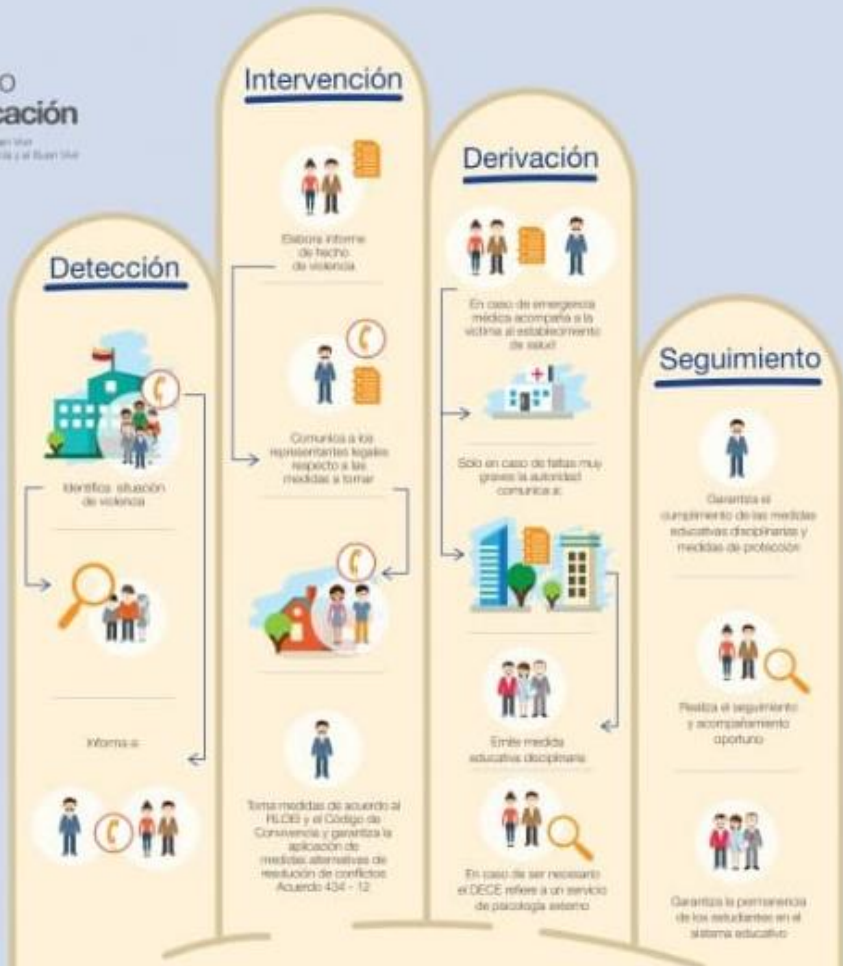 o
cación
Detección
Identifica situación
de violencia
Informa a:
Intervención
Elabora informe
de hecho
de violencia
Comunica a los
representantes legales
respecto a las
medidas a tomar
Toma medidas de acuerdo al
RLOEI y el Código de
Convivencia y garantiza la
aplicación de
medidas alternativas de
resolución de conflictos
Acuerdo 434 - 12
Derivación
En caso de emergencia
médica acompaña a la
víctima al establecimiento
de salud
Solo en caso de faltas muy
graves la autoridad
comunica a:
Emite medida
educativa disciplinaria
En caso de ser necesario
el DECE refiere a un servicio
de psicología externo
Seguimiento
Garantiza el
cumplimiento de las medidas
educativas disciplinarias y
medidas de protección
Realiza el seguimiento
y acompañamiento
oportuno
Garantiza la permanencia
de los estudiantes en el
sistema educativo